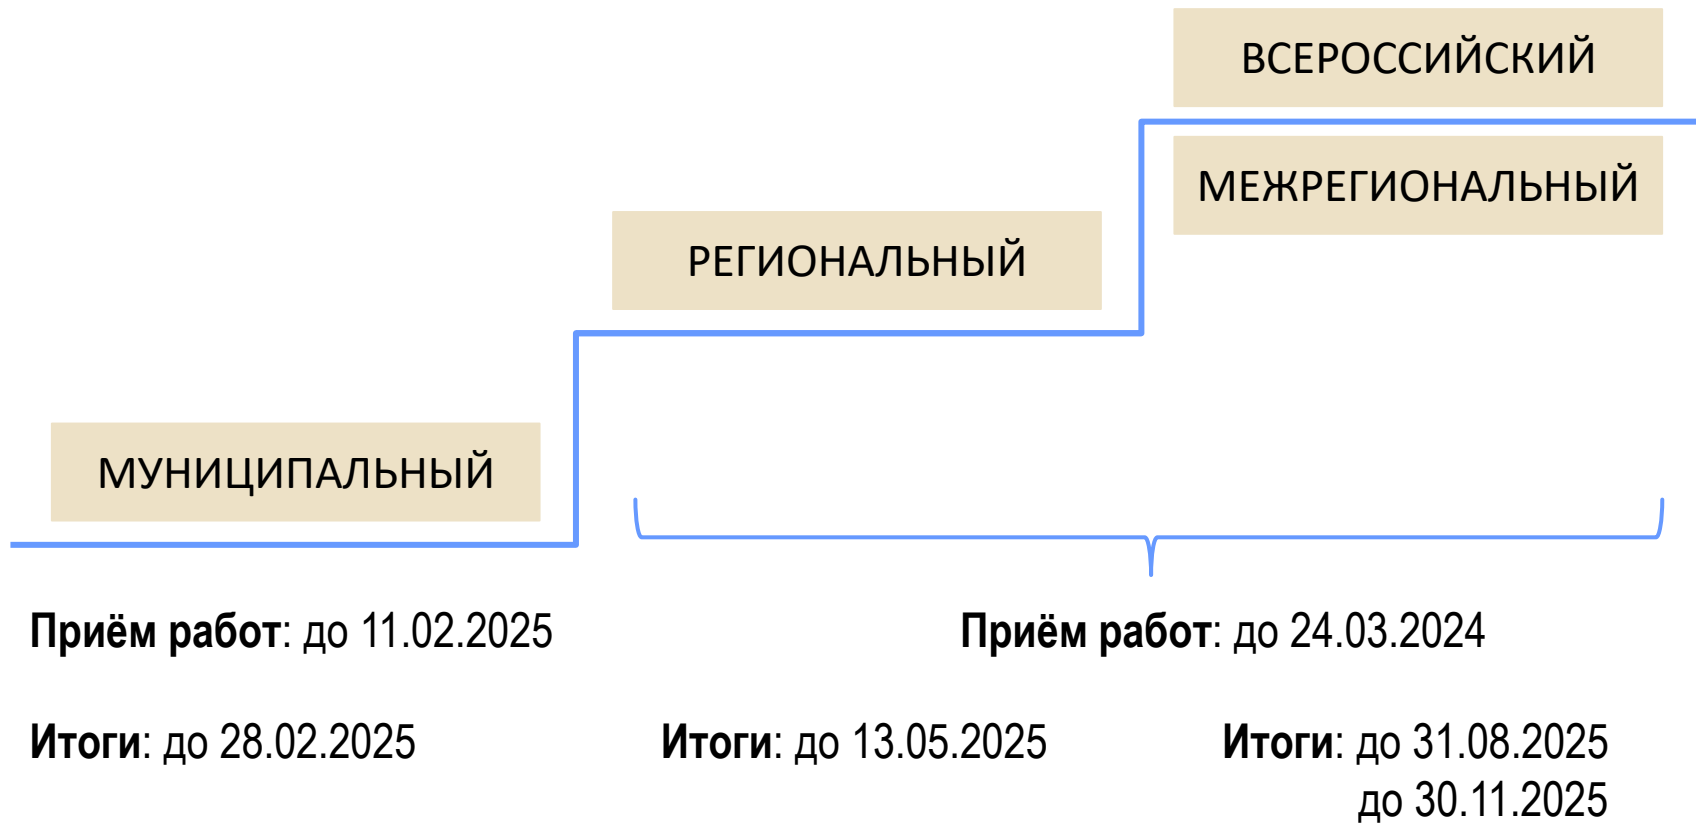 ВСЕРОССИЙСКИЙ
МЕЖРЕГИОНАЛЬНЫЙ
РЕГИОНАЛЬНЫЙ
МУНИЦИПАЛЬНЫЙ
Приём работ: до 11.02.2025
Приём работ: до 24.03.2024
Итоги: до 28.02.2025
Итоги: до 13.05.2025
Итоги: до 31.08.2025
до 30.11.2025